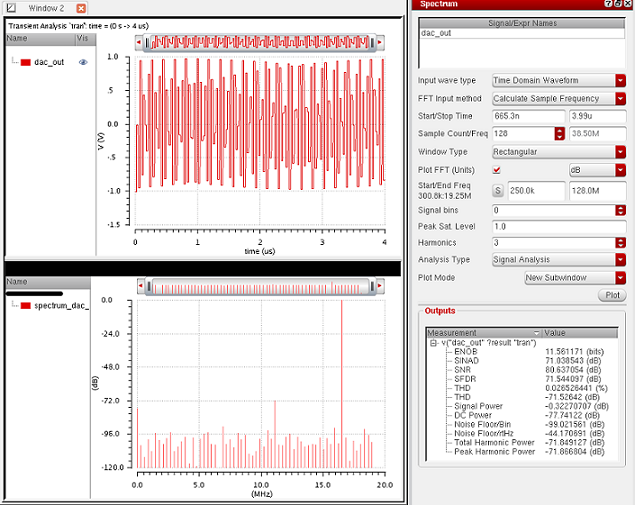 Window 2
Transient Analysis 'tran': time = (0 s -> 4 us)
Name Vis
dac_out
1.0
.5
0.0
-.5
-1.0
-1.5
V (V)
0 1 2 3 4
time (us)
Name
spectrum_dac_
0.0
-24.0
-48.0
-72.0
-96.0
-120.0
(dB)
0.0 5.0 10.0 15.0 20.0
(MHz)
Spectrum
Signal/Expr Names
dac_out
Input wave type Time Domain Waveform
FFT Input method Calculate Sample Frequency
Start/Stop Time 665.3n 3.99u
Sample Count/Freq 128 38.50M
Window Type Rectangular
Plot FFT (Units) dB
Start/End Freq
300.8k:19.25M S 250.0k 128.0M
Signal bins 0
Peak Sat. Level 1.0
Harmonics 3
Analysis Type Signal Analysis
Plot Mode New Subwindow
Plot
Outputs
Measurement Value
v("dac_out" ?result "tran")
ENOB 11.561171 (bits)
SINAD 71.038543 (dB)
SNR 80.637054 (dB)
SFDR 71.544097 (dB)
THD 0.026526441 (%)
THD -71.52642 (dB)
Signal Power -0.32270707 (dB)
DC Power -77.74122 (dB)
Noise Floor/Bin -99.021561 (dB)
Noise Floor/rtHz -44.170691 (dB)
Total Harmonic Power -71.849127 (dB)
Peak Harmonic Power -71.866804 (dB)